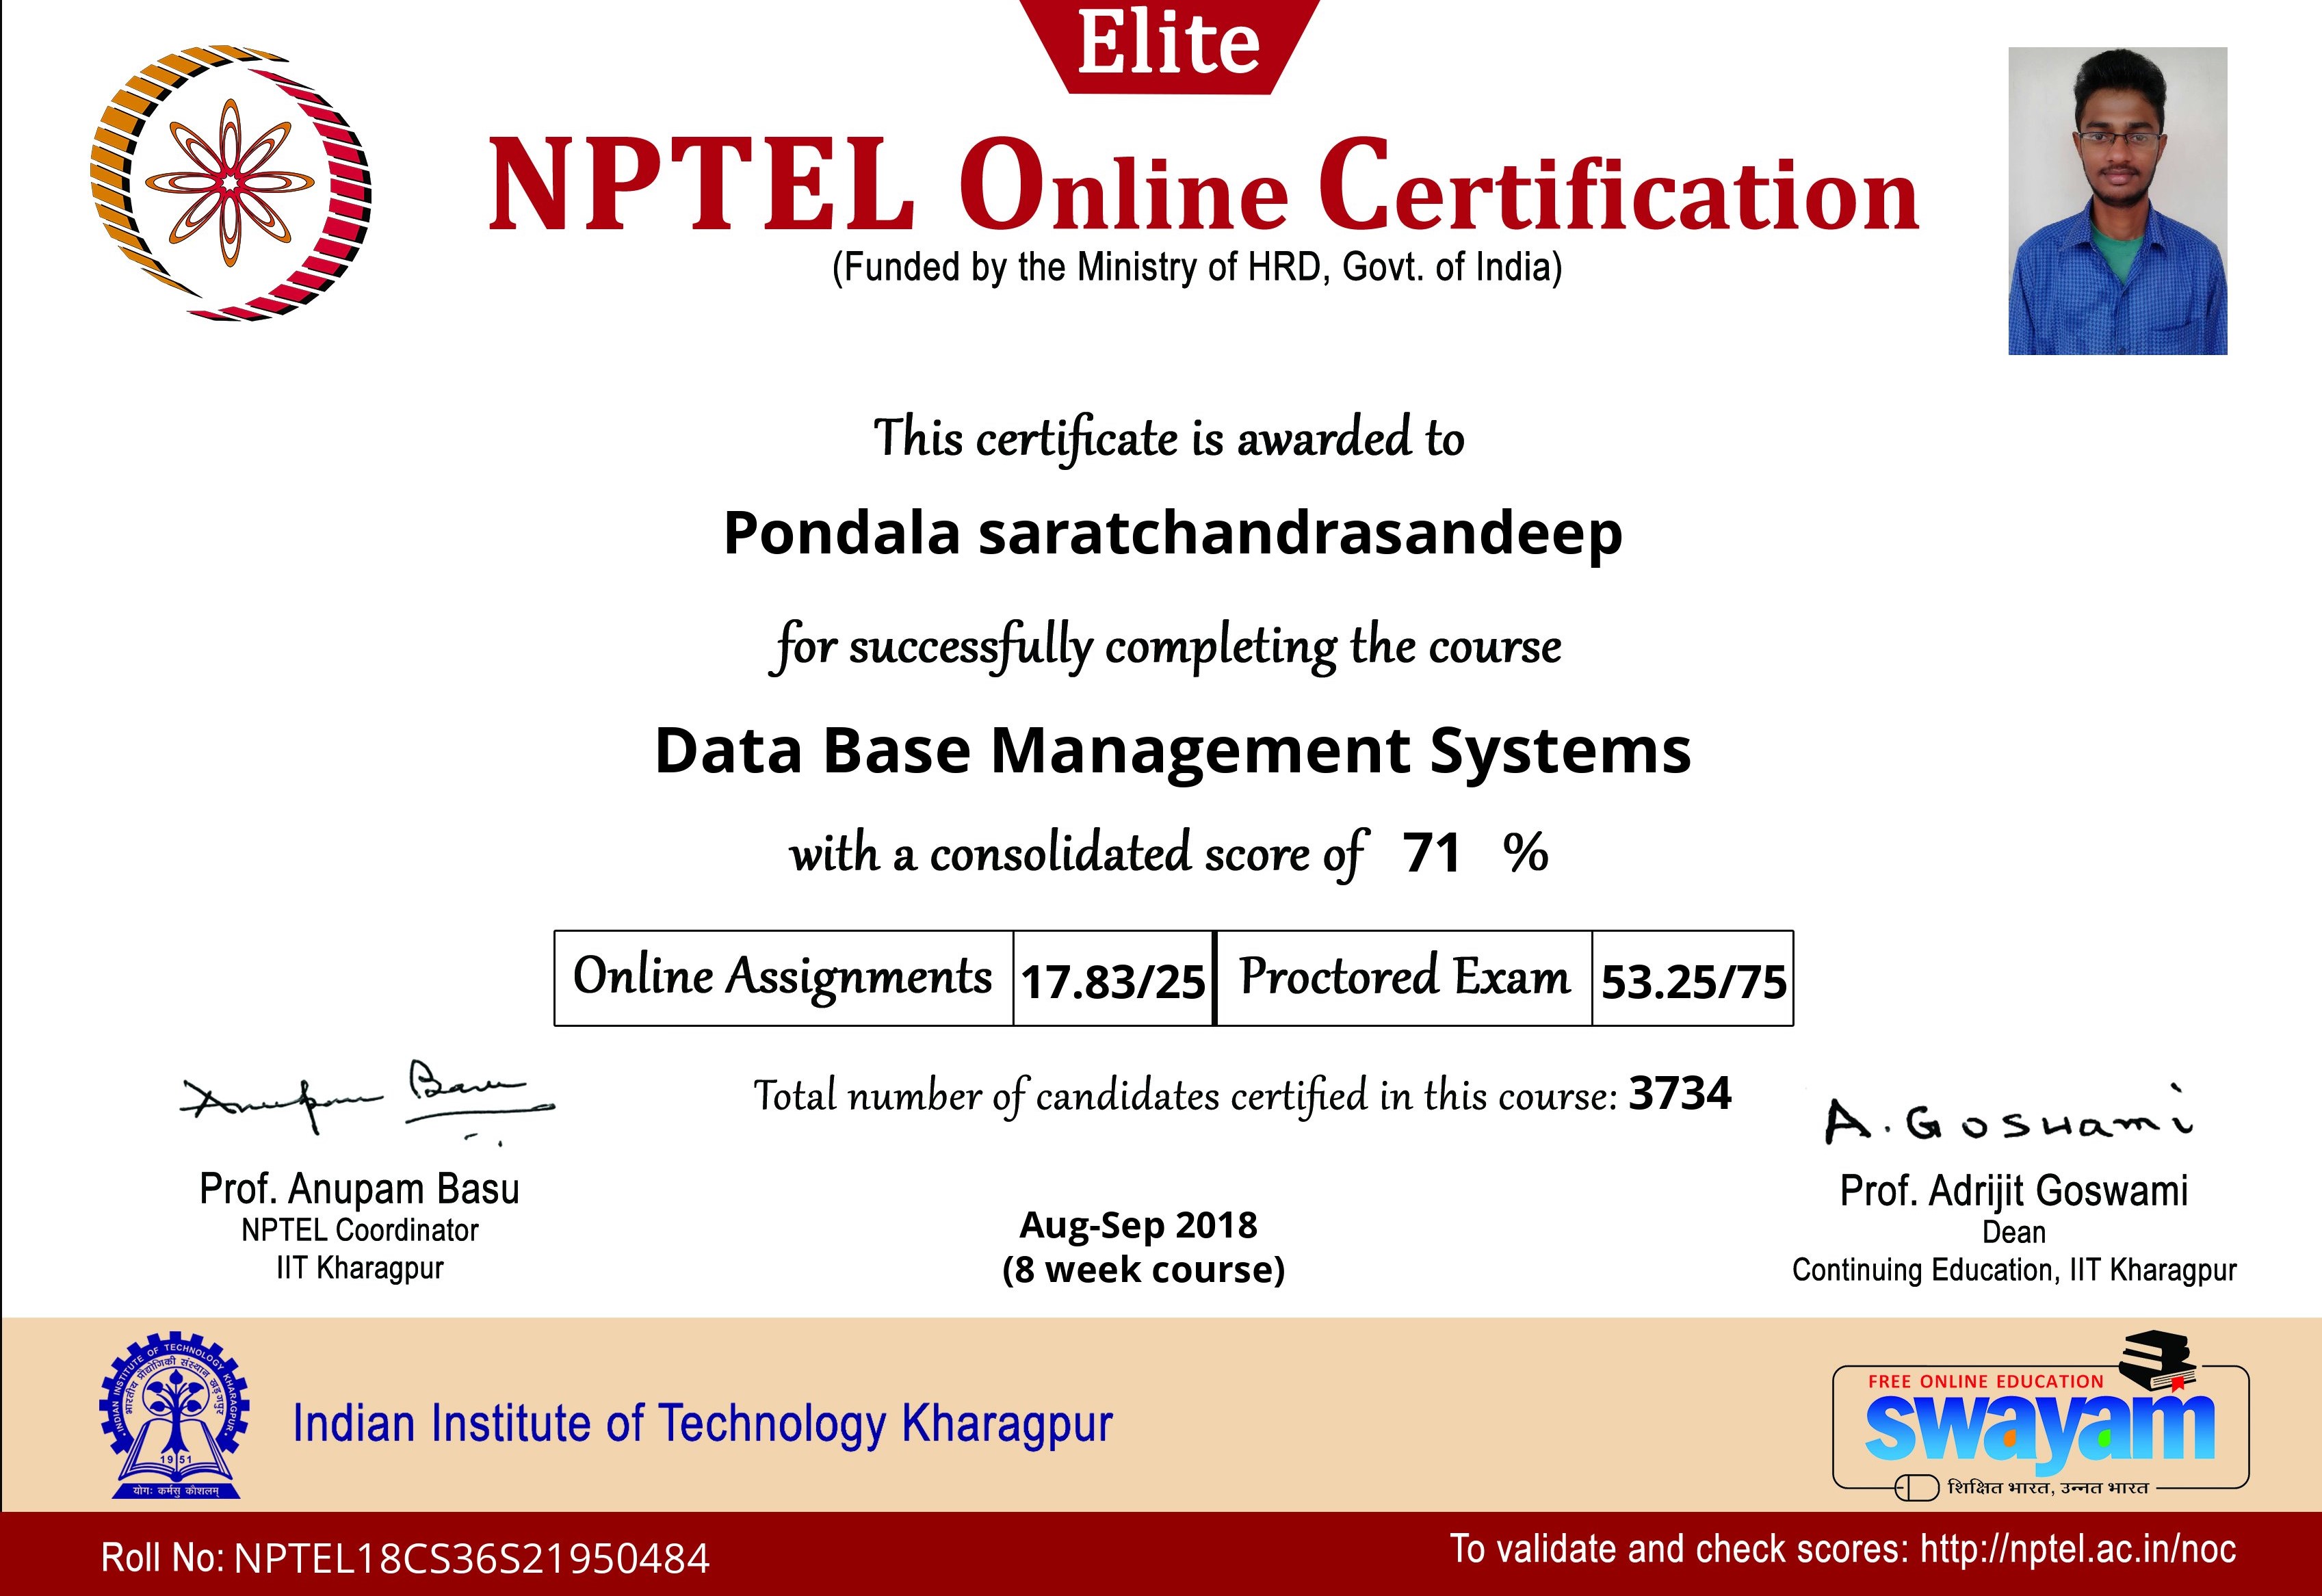 Elite
NPTEL Online Certification
(Funded by the Ministry of HRD, Govt. of India)
This certificate is awarded to
Pondala saratchandrasandeep
for successfully completing the course
Data Base Management Systems
with a consolidated score of 71 %
Online Assignments 17.83/25 Proctored Exam 53.25/75
Total number of candidates certified in this course: 3734
Anupam Basu
Prof. Anupam Basu
NPTEL Coordinator
IIT Kharagpur
Aug-Sep 2018
(8 week course)
A. Goswami
Prof. Adrijit Goswami
Dean
Continuing Education, IIT Kharagpur
INDIAN INSTITUTE OF TECHNOLOGY KHARAGPUR
भारतीय प्रौद्योगिकी संस्थान खड़गपुर
1951
योगः कर्मसु कौशलम्
Indian Institute of Technology Kharagpur
FREE ONLINE EDUCATION
swayam
शिक्षित भारत, उन्नत भारत
Roll No: NPTEL18CS36S21950484
To validate and check scores: http://nptel.ac.in/noc